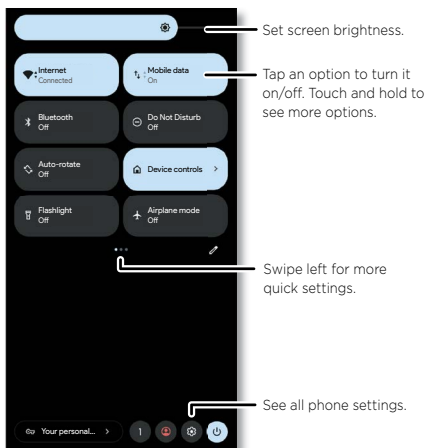 Set screen brightness.
Internet
Connected
Mobile data
On
Tap an option to turn it
on/off. Touch and hold to
see more options.
Bluetooth
Off
Do Not Disturb
Off
Auto-rotate
Off
Device controls
Flashlight
Off
Airplane mode
Off
Swipe left for more
quick settings.
See all phone settings.
Your personal...
1